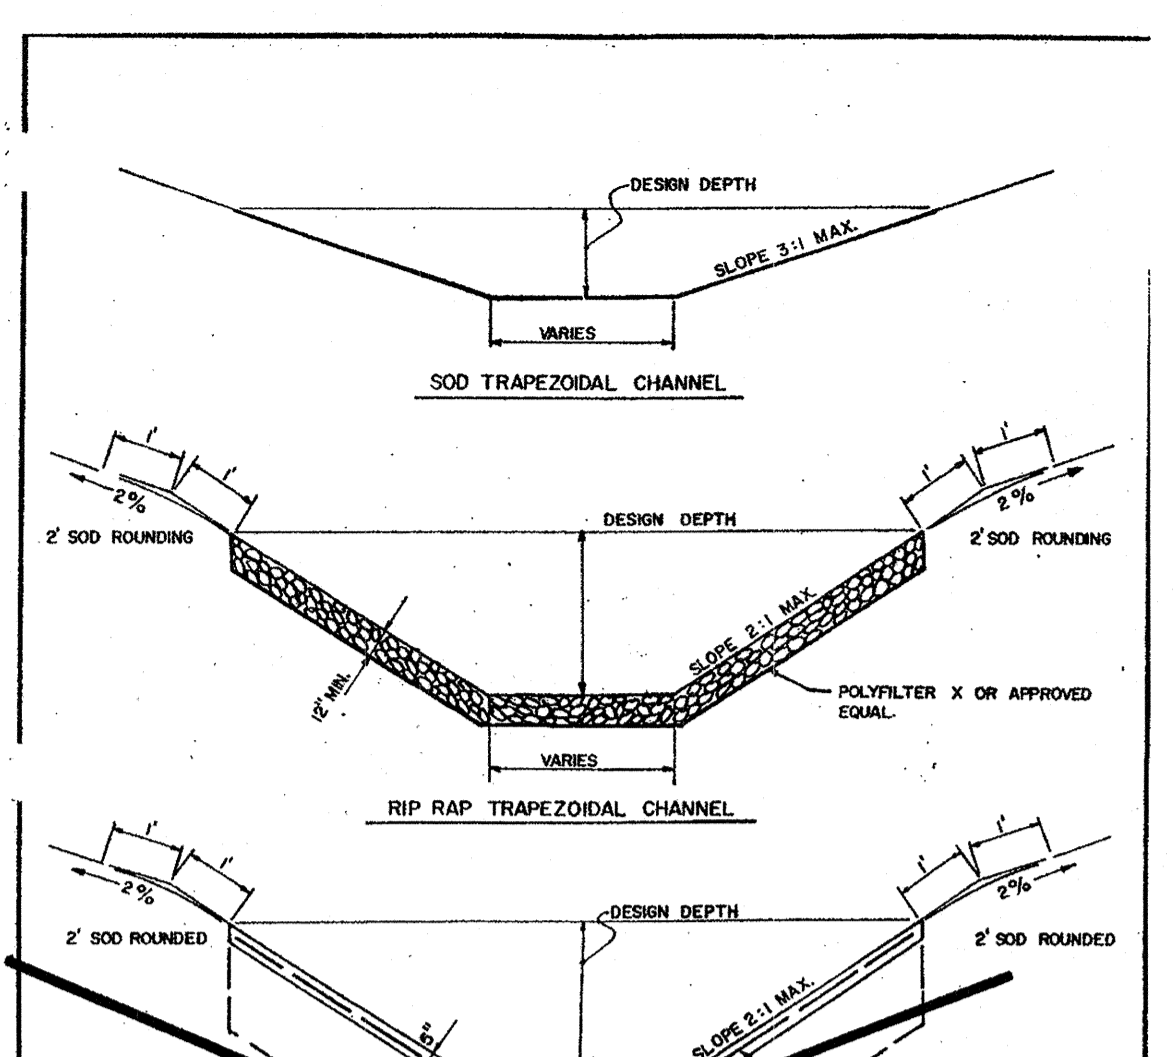 DESIGN DEPTH
SLOPE 3:1 MAX.
VARIES
SOD TRAPEZOIDAL CHANNEL
1'
1'
1'
1'
2%
2%
2' SOD ROUNDING
DESIGN DEPTH
2' SOD ROUNDING
SLOPE 2:1 MAX.
12" MIN.
POLYFILTER X OR APPROVED
EQUAL.
VARIES
RIP RAP TRAPEZOIDAL CHANNEL
1'
1'
1'
1'
2%
2%
2' SOD ROUNDED
DESIGN DEPTH
2' SOD ROUNDED
SLOPE 2:1 MAX.
5"